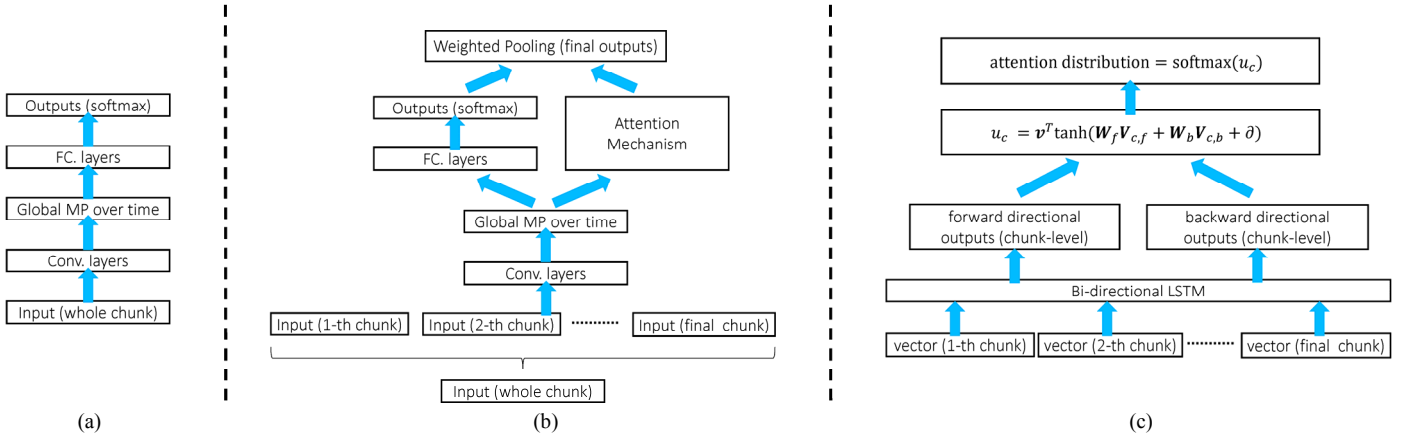 Outputs (softmax)
FC. layers
Global MP over time
Conv. layers
Input (whole chunk)
(a)
Weighted Pooling (final outputs)
Outputs (softmax)
Attention
Mechanism
FC. layers
Global MP over time
Conv. layers
Input (1-th chunk) Input (2-th chunk) ·········· Input (final chunk)
Input (whole chunk)
(b)
attention distribution = softmax(u_c)
u_c = v^T tanh(W_f V_{c,f} + W_b V_{c,b} + ∂)
forward directional
outputs (chunk-level)
backward directional
outputs (chunk-level)
Bi-directional LSTM
vector (1-th chunk) vector (2-th chunk) ·········· vector (final chunk)
(c)